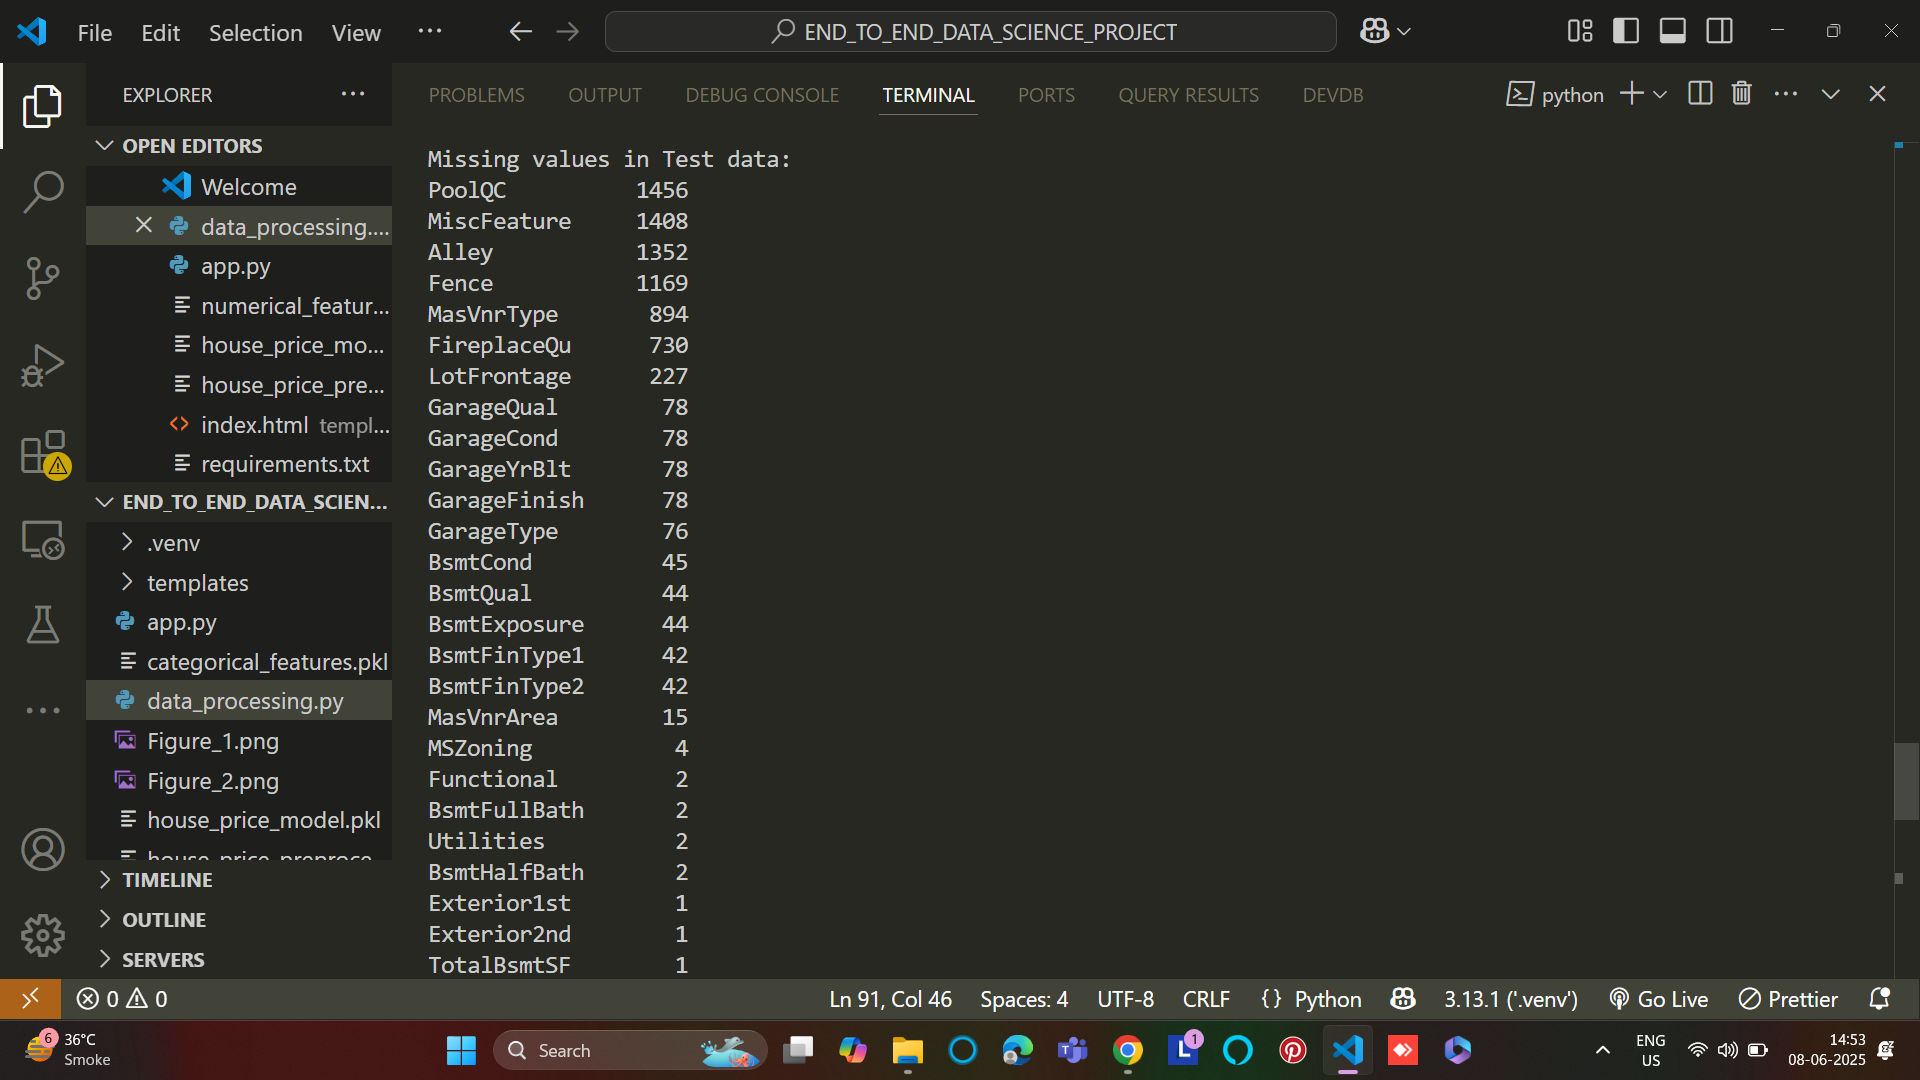 File Edit Selection View ...
END_TO_END_DATA_SCIENCE_PROJECT
EXPLORER
OPEN EDITORS
Welcome
data_processing....
app.py
numerical_featur...
house_price_mo...
house_price_pre...
index.html templ...
requirements.txt
END_TO_END_DATA_SCIEN...
.venv
templates
app.py
categorical_features.pkl
data_processing.py
Figure_1.png
Figure_2.png
house_price_model.pkl
house_price_preproce
TIMELINE
OUTLINE
SERVERS
PROBLEMS OUTPUT DEBUG CONSOLE TERMINAL PORTS QUERY RESULTS DEVDB
python
Missing values in Test data:
PoolQC 1456
MiscFeature 1408
Alley 1352
Fence 1169
MasVnrType 894
FireplaceQu 730
LotFrontage 227
GarageQual 78
GarageCond 78
GarageYrBlt 78
GarageFinish 78
GarageType 76
BsmtCond 45
BsmtQual 44
BsmtExposure 44
BsmtFinType1 42
BsmtFinType2 42
MasVnrArea 15
MSZoning 4
Functional 2
BsmtFullBath 2
Utilities 2
BsmtHalfBath 2
Exterior1st 1
Exterior2nd 1
TotalBsmtSF 1
0 0
Ln 91, Col 46 Spaces: 4 UTF-8 CRLF {} Python 3.13.1 ('.venv') Go Live Prettier
6
36°C
Smoke
Search
1
ENG
US
14:53
08-06-2025